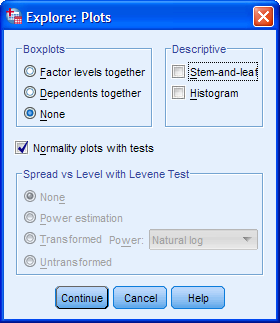 Explore: Plots
Boxplots
Factor levels together
Dependents together
None
Descriptive
Stem-and-leaf
Histogram
Normality plots with tests
Spread vs Level with Levene Test
None
Power estimation
Transformed Power: Natural log
Untransformed
Continue Cancel Help